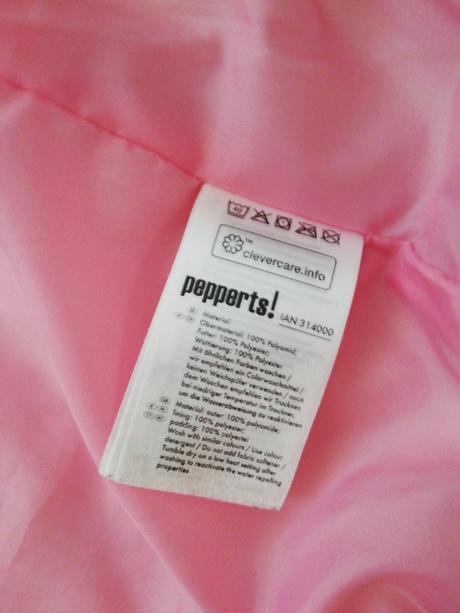 40
™
clevercare.info
pepperts!
IAN 314000
Material:
Obermaterial: 100% Polyamid;
Futter: 100% Polyester;
Wattierung: 100% Polyester
Mit ähnlichen Farben waschen /
wir empfehlen ein Colorwaschmittel /
keinen Weichspüler verwenden / nach
dem Waschen empfehlen wir Trocknen
bei niedriger Temperatur im Trockner,
um die Wasserabweisung zu reaktivieren
Material: outer: 100% polyamide;
lining: 100% polyester;
padding: 100% polyester
Wash with similar colours / Use colour
detergent / Do not add fabric softener /
Tumble dry on a low heat setting after
washing to reactivate the water repelling
properties